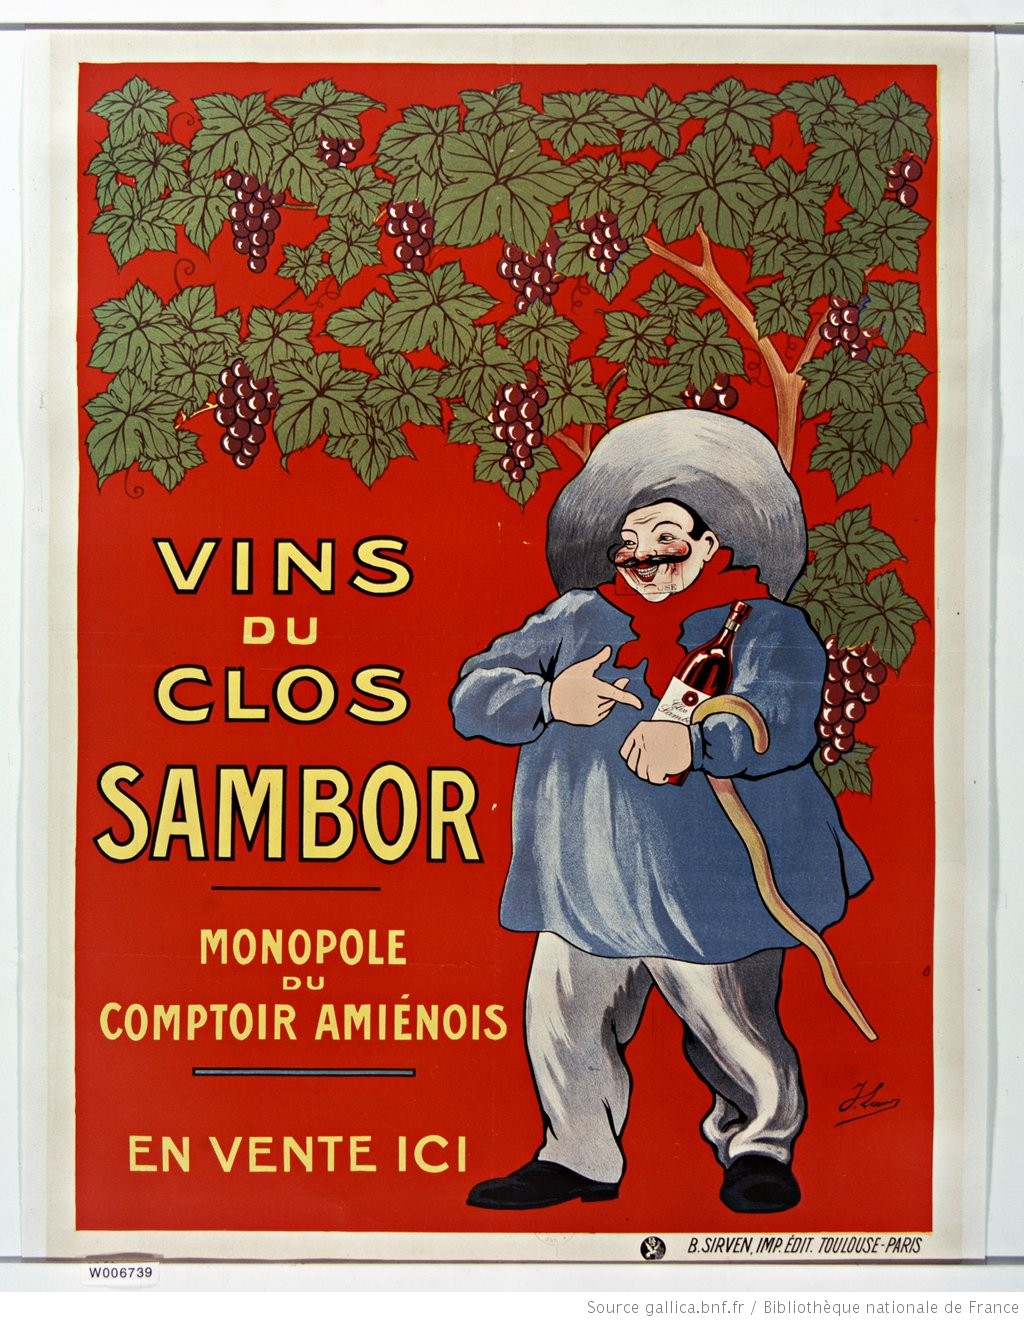 VINS
DU
CLOS
SAMBOR
MONOPOLE
DU
COMPTOIR AMIÉNOIS
EN VENTE ICI
Clos
B. SIRVEN, IMP. ÉDIT. TOULOUSE-PARIS
W006739
Source gallica.bnf.fr / Bibliothèque nationale de France